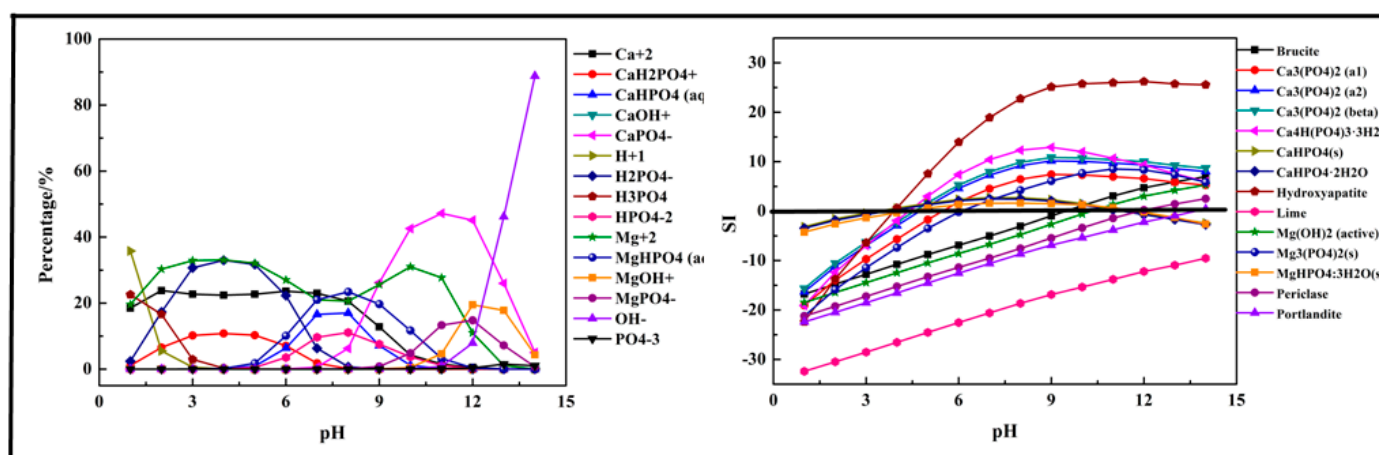 Percentage/%
100
80
60
40
20
0
0
3
6
9
12
15
pH
Ca+2
CaH2PO4+
CaHPO4 (aq
CaOH+
CaPO4-
H+1
H2PO4-
H3PO4
HPO4-2
Mg+2
MgHPO4 (a
MgOH+
MgPO4-
OH-
PO4-3
SI
30
20
10
0
-10
-20
-30
0
3
6
9
12
15
pH
Brucite
Ca3(PO4)2 (a1)
Ca3(PO4)2 (a2)
Ca3(PO4)2 (beta)
Ca4H(PO4)3·3H2
CaHPO4(s)
CaHPO4·2H2O
Hydroxyapatite
Lime
Mg(OH)2 (active)
Mg3(PO4)2(s)
MgHPO4:3H2O(s
Periclase
Portlandite